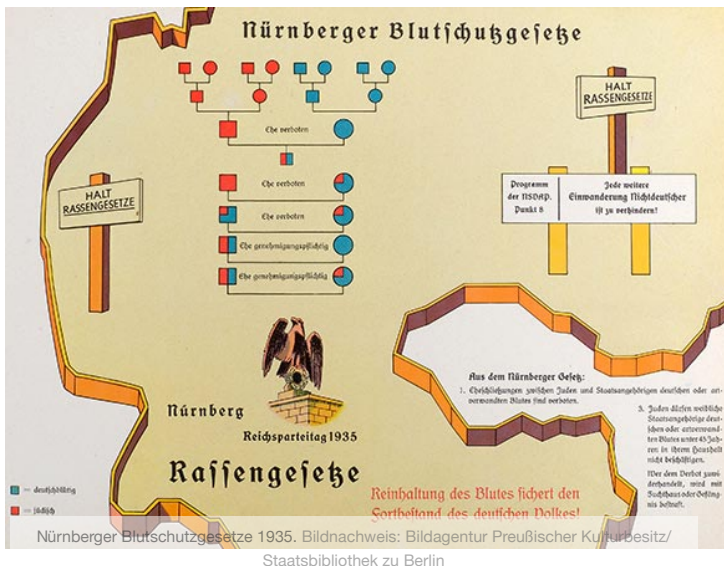 Nürnberger Blutschutzgesetze
HALT
RASSENGESETZE
HALT
RASSENGESETZE
Ehe verboten
Ehe verboten
Ehe verboten
Ehe genehmigungspflichtig
Ehe genehmigungspflichtig
Programm
der NSDAP.
Punkt 8
Jede weitere
Einwanderung Nichtdeutscher
ist zu verhindern!
Nürnberg
Reichsparteitag 1935
Rassengesetze
Aus dem Nürnberger Gesetz:
1. Eheschließungen zwischen Juden und Staatsangehörigen deutschen oder art-
verwandten Blutes sind verboten.
3. Juden dürfen weibliche
Staatsangehörige deut-
schen oder artverwand-
ten Blutes unter 45 Jah-
ren in ihrem Haushalt
nicht beschäftigen.
Wer dem Verbot zuwi-
derhandelt, wird mit
Zuchthaus oder Gefäng-
nis bestraft.
Reinhaltung des Blutes sichert den
Fortbestand des deutschen Volkes!
= deutschblütig
= jüdisch
Nürnberger Blutschutzgesetze 1935. Bildnachweis: Bildagentur Preußischer Kulturbesitz/
Staatsbibliothek zu Berlin